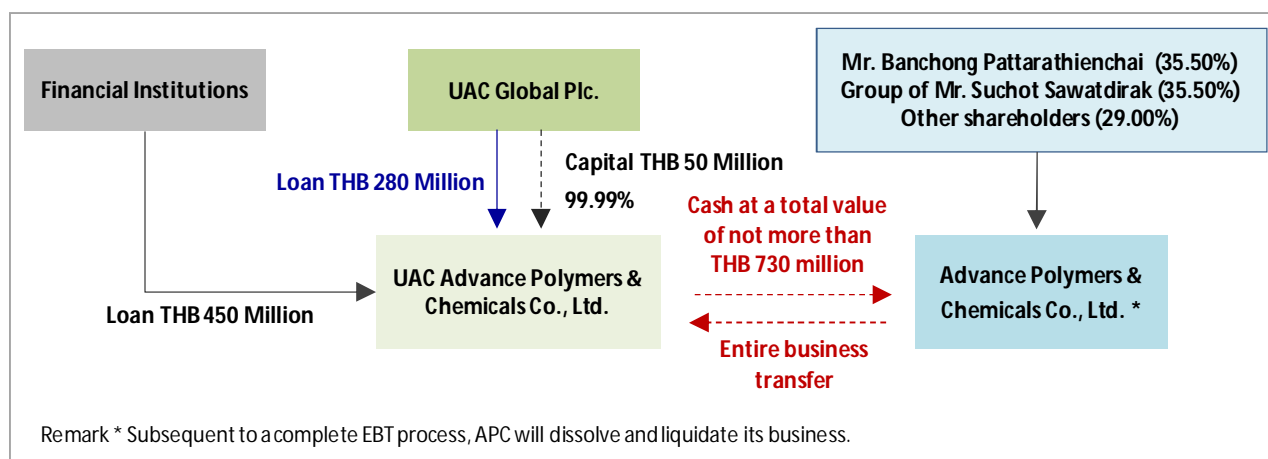 Financial Institutions
UAC Global Plc.
Mr. Banchong Pattarathienchai (35.50%)
Group of Mr. Suchot Sawatdirak (35.50%)
Other shareholders (29.00%)
Loan THB 280 Million
Capital THB 50 Million
99.99%
Cash at a total value
of not more than
THB 730 million
UAC Advance Polymers &
Chemicals Co., Ltd.
Advance Polymers &
Chemicals Co., Ltd. *
Loan THB 450 Million
Entire business
transfer
Remark * Subsequent to a complete EBT process, APC will dissolve and liquidate its business.